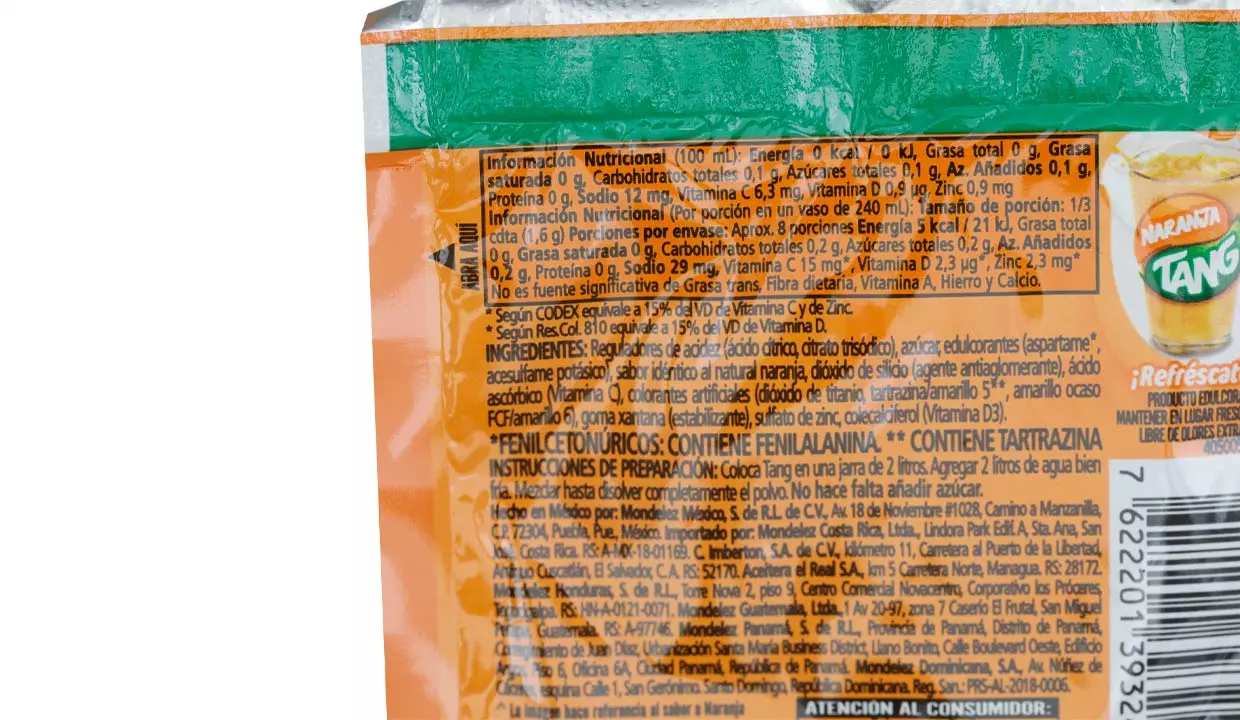 Información Nutricional (100 mL): Energía 0 kcal / 0 kJ, Grasa total 0 g, Grasa
saturada 0 g, Carbohidratos totales 0,1 g, Azúcares totales 0,1 g, Az. Añadidos 0,1 g,
Proteína 0 g, Sodio 12 mg, Vitamina C 6,3 mg, Vitamina D 0,9 µg, Zinc 0,9 mg
Información Nutricional (Por porción en un vaso de 240 mL): Tamaño de porción: 1/3
cdta (1,6 g) Porciones por envase: Aprox. 8 porciones Energía 5 kcal / 21 kJ, Grasa total
0 g, Grasa saturada 0 g, Carbohidratos totales 0,2 g, Azúcares totales 0,2 g, Az. Añadidos
0,2 g, Proteína 0 g, Sodio 29 mg, Vitamina C 15 mg*, Vitamina D 2,3 µg*, Zinc 2,3 mg*
No es fuente significativa de Grasa trans, Fibra dietaria, Vitamina A, Hierro y Calcio.
ABRA AQUÍ
* Según CODEX equivale a 15% del VD de Vitamina C y de Zinc.
* Según Res.Col. 810 equivale a 15% del VD de Vitamina D.
INGREDIENTES: Reguladores de acidez (ácido cítrico, citrato trisódico), azúcar, edulcorantes (aspartame*,
acesulfame potásico), sabor idéntico al natural naranja, dióxido de silicio (agente antiaglomerante), ácido
ascórbico (Vitamina C), colorantes artificiales (dióxido de titanio, tartrazina/amarillo 5**, amarillo ocaso
FCF/amarillo 6), goma xantana (estabilizante), sulfato de zinc, colecalciferol (Vitamina D3).
*FENILCETONÚRICOS: CONTIENE FENILALANINA. ** CONTIENE TARTRAZINA
INSTRUCCIONES DE PREPARACIÓN: Coloca Tang en una jarra de 2 litros. Agregar 2 litros de agua bien
fría. Mezclar hasta disolver completamente el polvo. No hace falta añadir azúcar.
Hecho en México por: Mondelez México, S. de R.L. de C.V., Av. 18 de Noviembre #1028, Camino a Manzanilla,
C.P. 72304, Puebla, Pue., México. Importado por: Mondelez Costa Rica, Ltda., Lindora Park Edif. A, Sta. Ana, San
José, Costa Rica. RS: A-MX-18-01169. C. Imberton, S.A. de C.V., kilómetro 11, Carretera al Puerto de la Libertad,
Antiguo Cuscatlán, El Salvador, C.A. RS: 52170. Aceitera el Real S.A., km 5 Carretera Norte, Managua. RS: 28172.
Mondelez Honduras, S. de R.L., Torre Nova 2, piso 9, Centro Comercial Novacentro, Corporativo los Próceres,
Tegucigalpa. RS: HN-A-0121-0071. Mondelez Guatemala, Ltda., 1 Av 20-97, zona 7 Caserío El Frutal, San Miguel
Petapa, Guatemala. RS: A-97746. Mondelez Panamá, S. de R.L., Provincia de Panamá, Distrito de Panamá,
Corregimiento de Juan Díaz, Urbanización Santa María Business District, Llano Bonito, Calle Boulevard Oeste, Edificio
Piso 6, Oficina 6A, Ciudad Panamá, República de Panamá. Mondelez Dominicana, S.A., Av. Núñez de
Cáceres esquina Calle 1, San Gerónimo. Santo Domingo, República Dominicana. Reg. San.: PRS-AL-2018-0006.
^ La imagen hace referencia al sabor a Naranja
ATENCIÓN AL CONSUMIDOR:
NARANJA
TANG
¡Refréscat
PRODUCTO EDULCORA
MANTENER EN LUGAR FRES
LIBRE DE OLORES EXTRA
405005
7 622201 3932